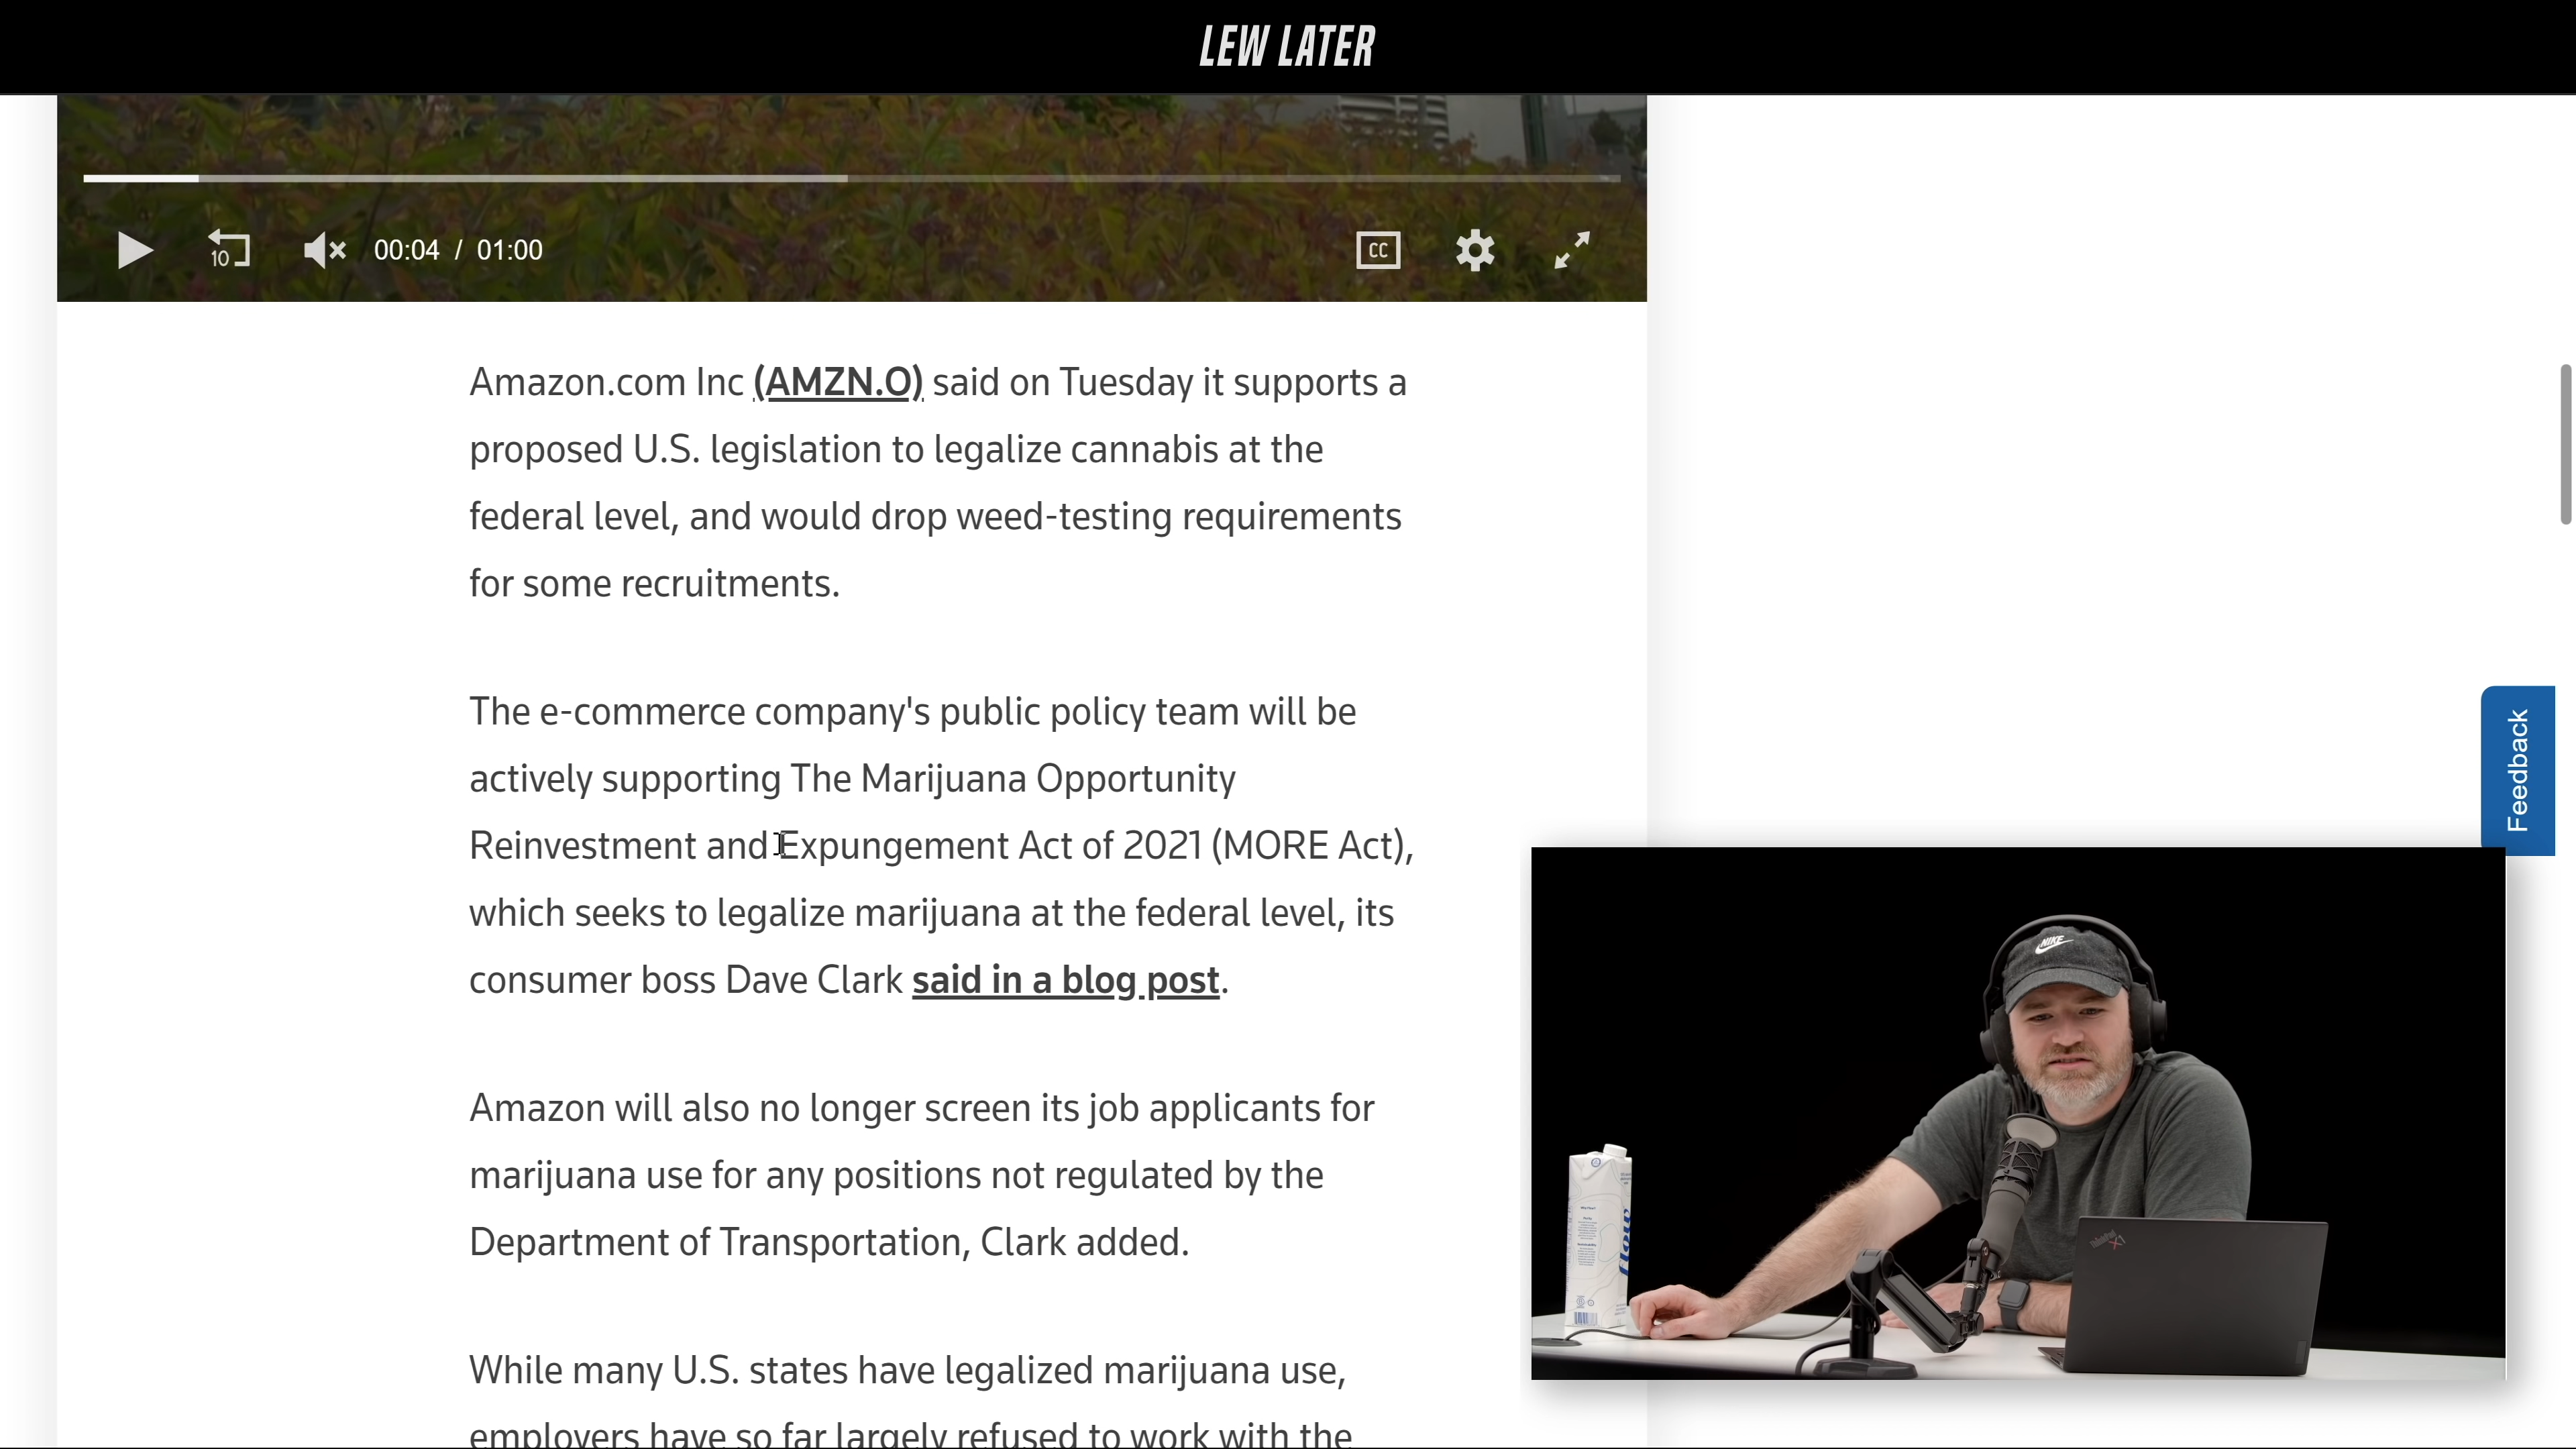 LEW LATER
10
00:04 / 01:00
CC
Amazon.com Inc (AMZN.O) said on Tuesday it supports a
proposed U.S. legislation to legalize cannabis at the
federal level, and would drop weed-testing requirements
for some recruitments.
The e-commerce company's public policy team will be
actively supporting The Marijuana Opportunity
Reinvestment and Expungement Act of 2021 (MORE Act),
which seeks to legalize marijuana at the federal level, its
consumer boss Dave Clark said in a blog post.
Amazon will also no longer screen its job applicants for
marijuana use for any positions not regulated by the
Department of Transportation, Clark added.
While many U.S. states have legalized marijuana use,
employers have so far largely refused to work with the
Feedback
NIKE
flow
ThinkPad
X1